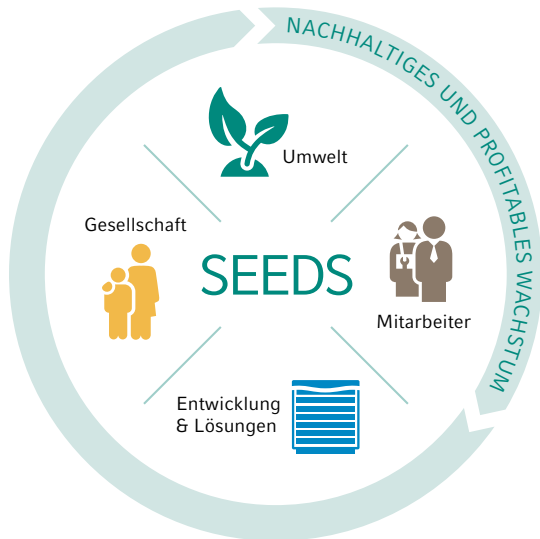 NACHHALTIGES UND PROFITABLES WACHSTUM
Umwelt
Gesellschaft
SEEDS
Mitarbeiter
Entwicklung
& Lösungen